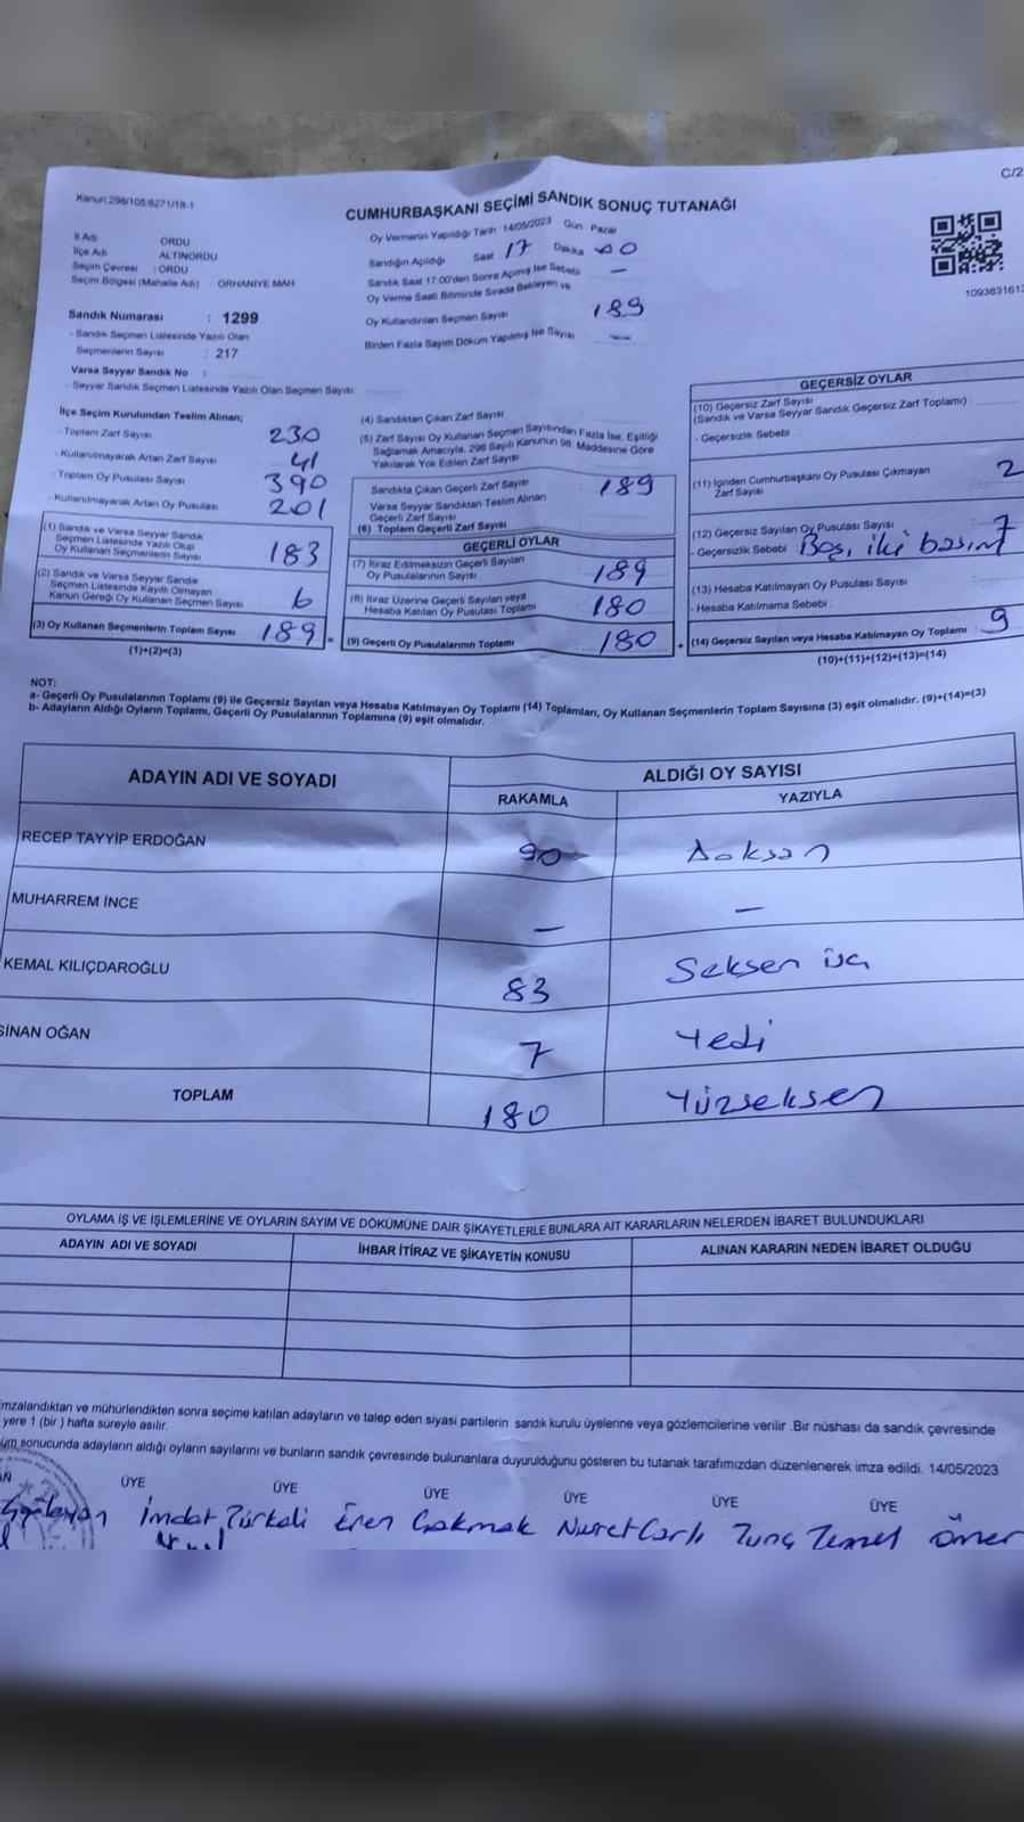 Kanun:298/105/6271/18-1
C/2
CUMHURBAŞKANI SEÇİMİ SANDIK SONUÇ TUTANAĞI
İl Adı ORDU
İlçe Adı ALTINORDU
Seçim Çevresi : ORDU
Seçim Bölgesi (Mahalle Adı) : ORHANİYE MAH
Sandık Numarası : 1299
- Sandık Seçmen Listesinde Yazılı Olan
Seçmenlerin Sayısı : 217
Varsa Seyyar Sandık No :
- Seyyar Sandık Seçmen Listesinde Yazılı Olan Seçmen Sayısı:
Oy Vermenin Yapıldığı Tarih 14/05/2023 Gün Pazar
Sandığın Açıldığı Saat 17 Dakika 00
Sandık Saat 17:00'den Sonra Açılmış İse Sebebi —
Oy Verme Saati Bitiminde Sırada Bekleyen ve
Oy Kullandırılan Seçmen Sayısı 189
Birden Fazla Sayım Döküm Yapılmış İse Sayısı —
İlçe Seçim Kurulundan Teslim Alınan;
- Toplam Zarf Sayısı 230
- Kullanılmayarak Artan Zarf Sayısı 41
- Toplam Oy Pusulası Sayısı 390
- Kullanılmayarak Artan Oy Pusulası 201
(1) Sandık ve Varsa Seyyar Sandık
Seçmen Listesinde Yazılı Olup
Oy Kullanan Seçmenlerin Sayısı 183
(2) Sandık ve Varsa Seyyar Sandık
Seçmen Listesinde Kayıtlı Olmayan
Kanun Gereği Oy Kullanan Seçmen Sayısı 6
(3) Oy Kullanan Seçmenlerin Toplam Sayısı 189 =
(1)+(2)=(3)
(4) Sandıktan Çıkan Zarf Sayısı
(5) Zarf Sayısı Oy Kullanan Seçmen Sayısından Fazla İse, Eşitliği
Sağlamak Amacıyla, 298 Sayılı Kanunun 98. Maddesine Göre
Yakılarak Yok Edilen Zarf Sayısı
Sandıkta Çıkan Geçerli Zarf Sayısı 189
Varsa Seyyar Sandıktan Teslim Alınan
Geçerli Zarf Sayısı
(6) Toplam Geçerli Zarf Sayısı
GEÇERLİ OYLAR
(7) İtiraz Edilmeksizin Geçerli Sayılan
Oy Pusulalarının Sayısı 189
(8) İtiraz Üzerine Geçerli Sayılan veya
Hesaba Katılan Oy Pusulası Toplamı 180
(9) Geçerli Oy Pusulalarının Toplamı 180 +
GEÇERSİZ OYLAR
(10) Geçersiz Zarf Sayısı
(Sandık ve Varsa Seyyar Sandık Geçersiz Zarf Toplamı)
- Geçersizlik Sebebi
(11) İçinden Cumhurbaşkanı Oy Pusulası Çıkmayan
Zarf Sayısı 2
(12) Geçersiz Sayılan Oy Pusulası Sayısı 7
- Geçersizlik Sebebi Boş, iki basım
(13) Hesaba Katılmayan Oy Pusulası Sayısı
- Hesaba Katılmama Sebebi
(14) Geçersiz Sayılan veya Hesaba Katılmayan Oy Toplamı 9
(10)+(11)+(12)+(13)=(14)
NOT:
a- Geçerli Oy Pusulalarının Toplamı (9) ile Geçersiz Sayılan veya Hesaba Katılmayan Oy Toplamı (14) Toplamları, Oy Kullanan Seçmenlerin Toplam Sayısına (3) eşit olmalıdır. (9)+(14)=(3)
b- Adayların Aldığı Oyların Toplamı, Geçerli Oy Pusulalarının Toplamına (9) eşit olmalıdır.
ADAYIN ADI VE SOYADI
ALDIĞI OY SAYISI
RAKAMLA YAZIYLA
RECEP TAYYİP ERDOĞAN 90 Doksan
MUHARREM İNCE — —
KEMAL KILIÇDAROĞLU 83 Seksen üç
SİNAN OĞAN 7 Yedi
TOPLAM 180 Yüzseksen
OYLAMA İŞ VE İŞLEMLERİNE VE OYLARIN SAYIM VE DÖKÜMÜNE DAİR ŞİKAYETLERLE BUNLARA AİT KARARLARIN NELERDEN İBARET BULUNDUKLARI
ADAYIN ADI VE SOYADI İHBAR İTİRAZ VE ŞİKAYETİN KONUSU ALINAN KARARIN NEDEN İBARET OLDUĞU
imzalandıktan ve mühürlendikten sonra seçime katılan adayların ve talep eden siyasi partilerin sandık kurulu üyelerine veya gözlemcilerine verilir. Bir nüshası da sandık çevresinde
yere 1 (bir) hafta süreyle asılır.
sonucunda adayların aldığı oyların sayılarını ve bunların sandık çevresinde bulunanlara duyurulduğunu gösteren bu tutanak tarafımızdan düzenlenerek imza edildi. 14/05/2023
ÜYE ÜYE ÜYE ÜYE ÜYE ÜYE
İmdat Türkeli Eren Çakmak Nuret Tunç Temel Ömer